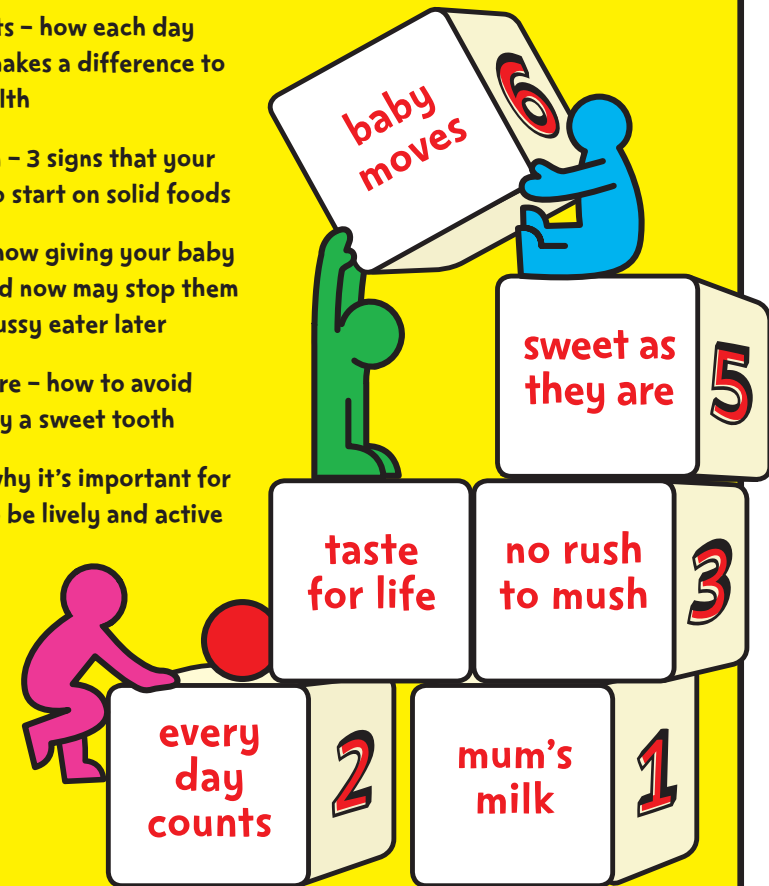 ts – how each day
akes a difference to
lth
– 3 signs that your
o start on solid foods
how giving your baby
d now may stop them
ussy eater later
re – how to avoid
y a sweet tooth
why it's important for
be lively and active
baby
moves
6
sweet as
they are
5
taste
for life
no rush
to mush
3
every
day
counts
2
mum's
milk
1